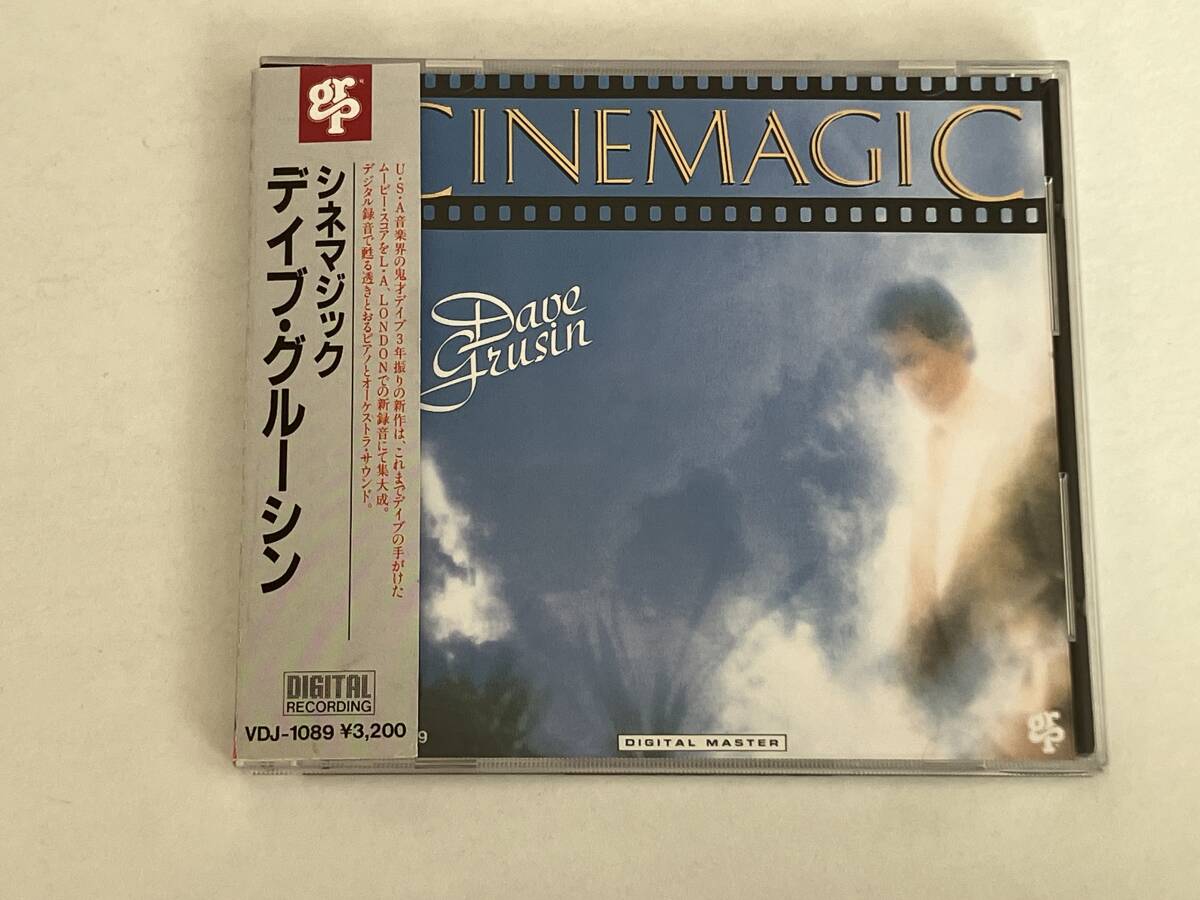 grp
シネマジック
デイブ・グルーシン
U・S・A音楽界の鬼才デイブ3年振りの新作は、これまでデイブの手がけた
ムービー・スコアをL・A、LONDONでの新録音にて集大成。
デジタル録音で甦る透きとおるピアノとオーケストラ・サウンド。
DIGITAL
RECORDING
VDJ-1089 ¥3,200
CINEMAGIC
Dave
Grusin
9
DIGITAL MASTER
grp